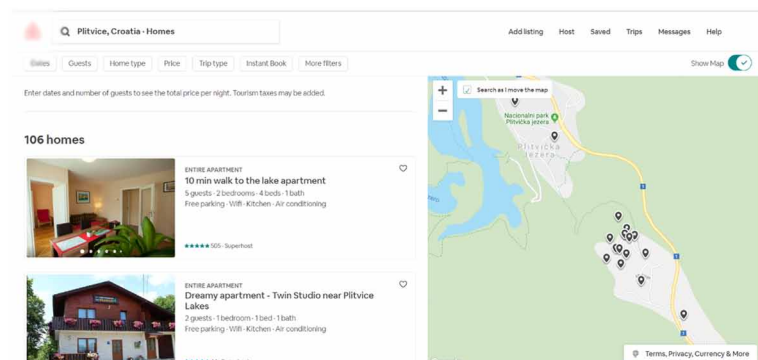 Plitvice, Croatia · Homes
Add listing Host Saved Trips Messages Help
Dates Guests Home type Price Trip type Instant Book More filters
Show Map
Enter dates and number of guests to see the total price per night. Tourism taxes may be added.
106 homes
ENTIRE APARTMENT
10 min walk to the lake apartment
5 guests · 2 bedrooms · 4 beds · 1 bath
Free parking · Wifi · Kitchen · Air conditioning
505 · Superhost
ENTIRE APARTMENT
Dreamy apartment - Twin Studio near Plitvice
Lakes
2 guests · 1 bedroom · 1 bed · 1 bath
Free parking · Wifi · Kitchen · Air conditioning
Search as I move the map
Nacionalni park
Plitvička jezera
Plitvička
Jezera
1
1
1
Terms, Privacy, Currency & More